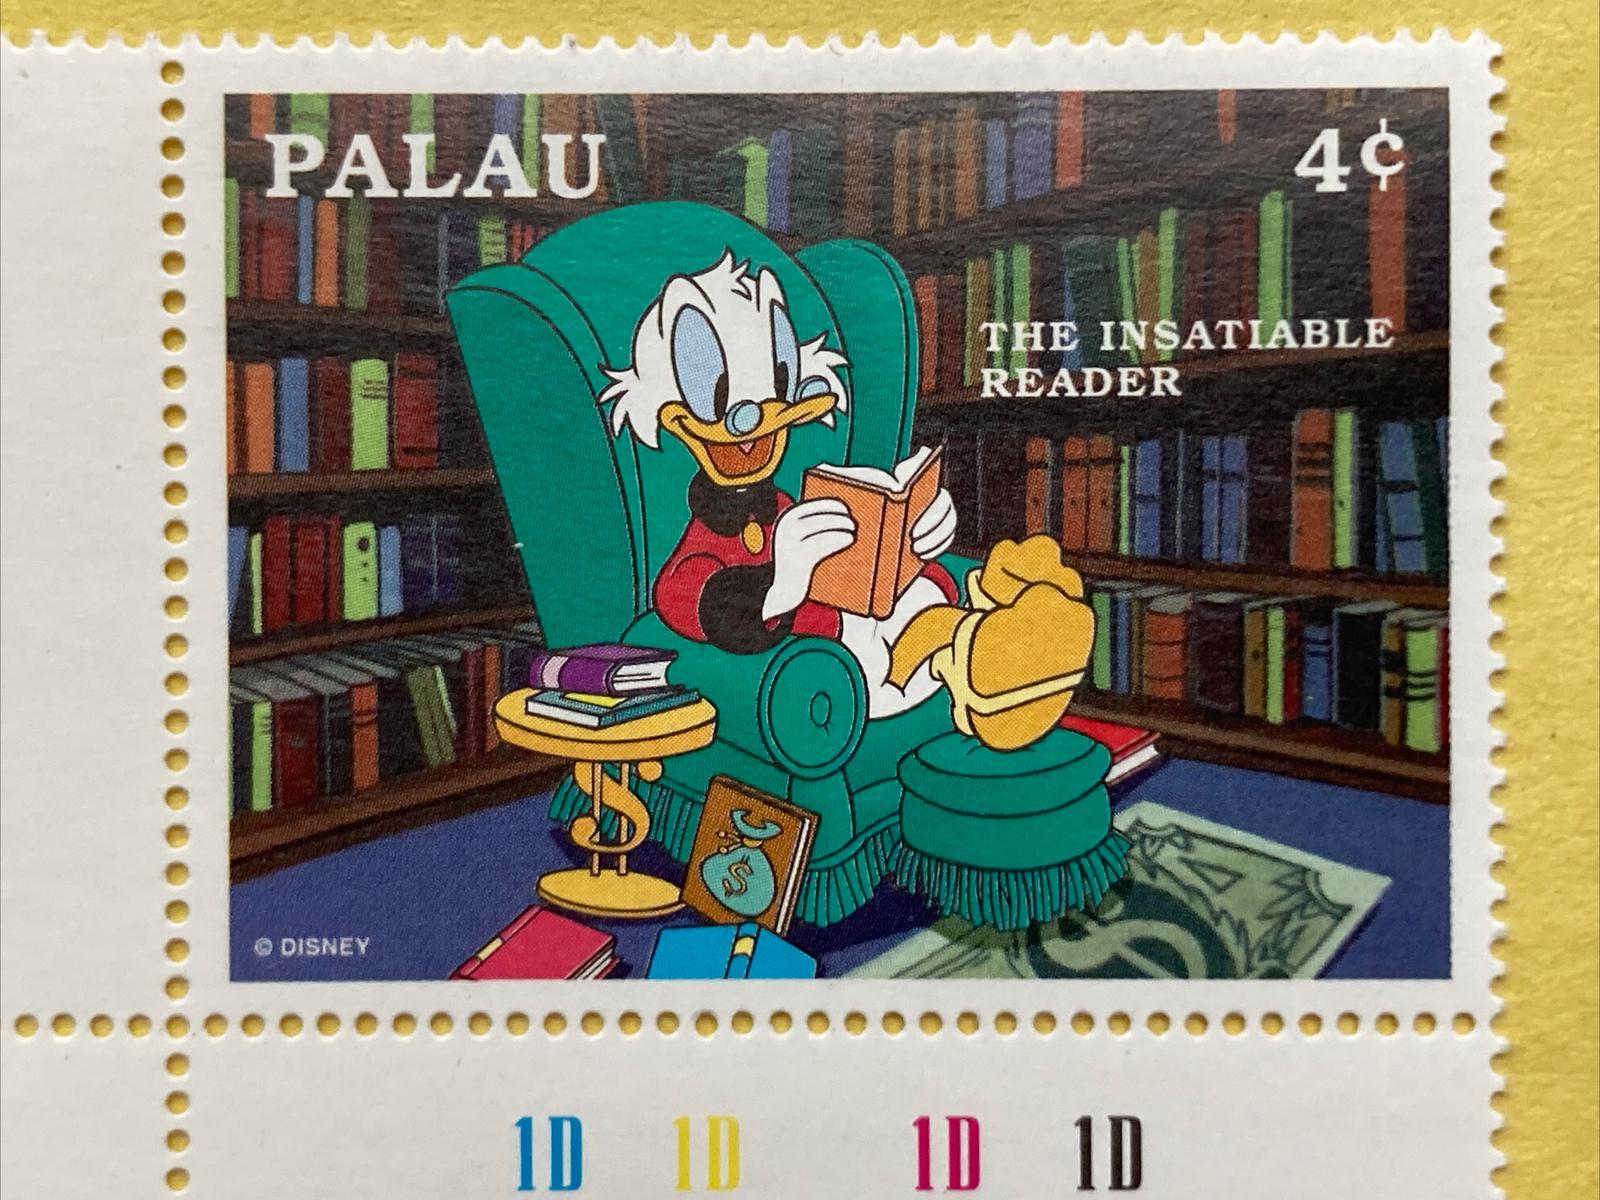 PALAU
4¢
THE INSATIABLE
READER
$
$
© DISNEY
1D 1D 1D 1D